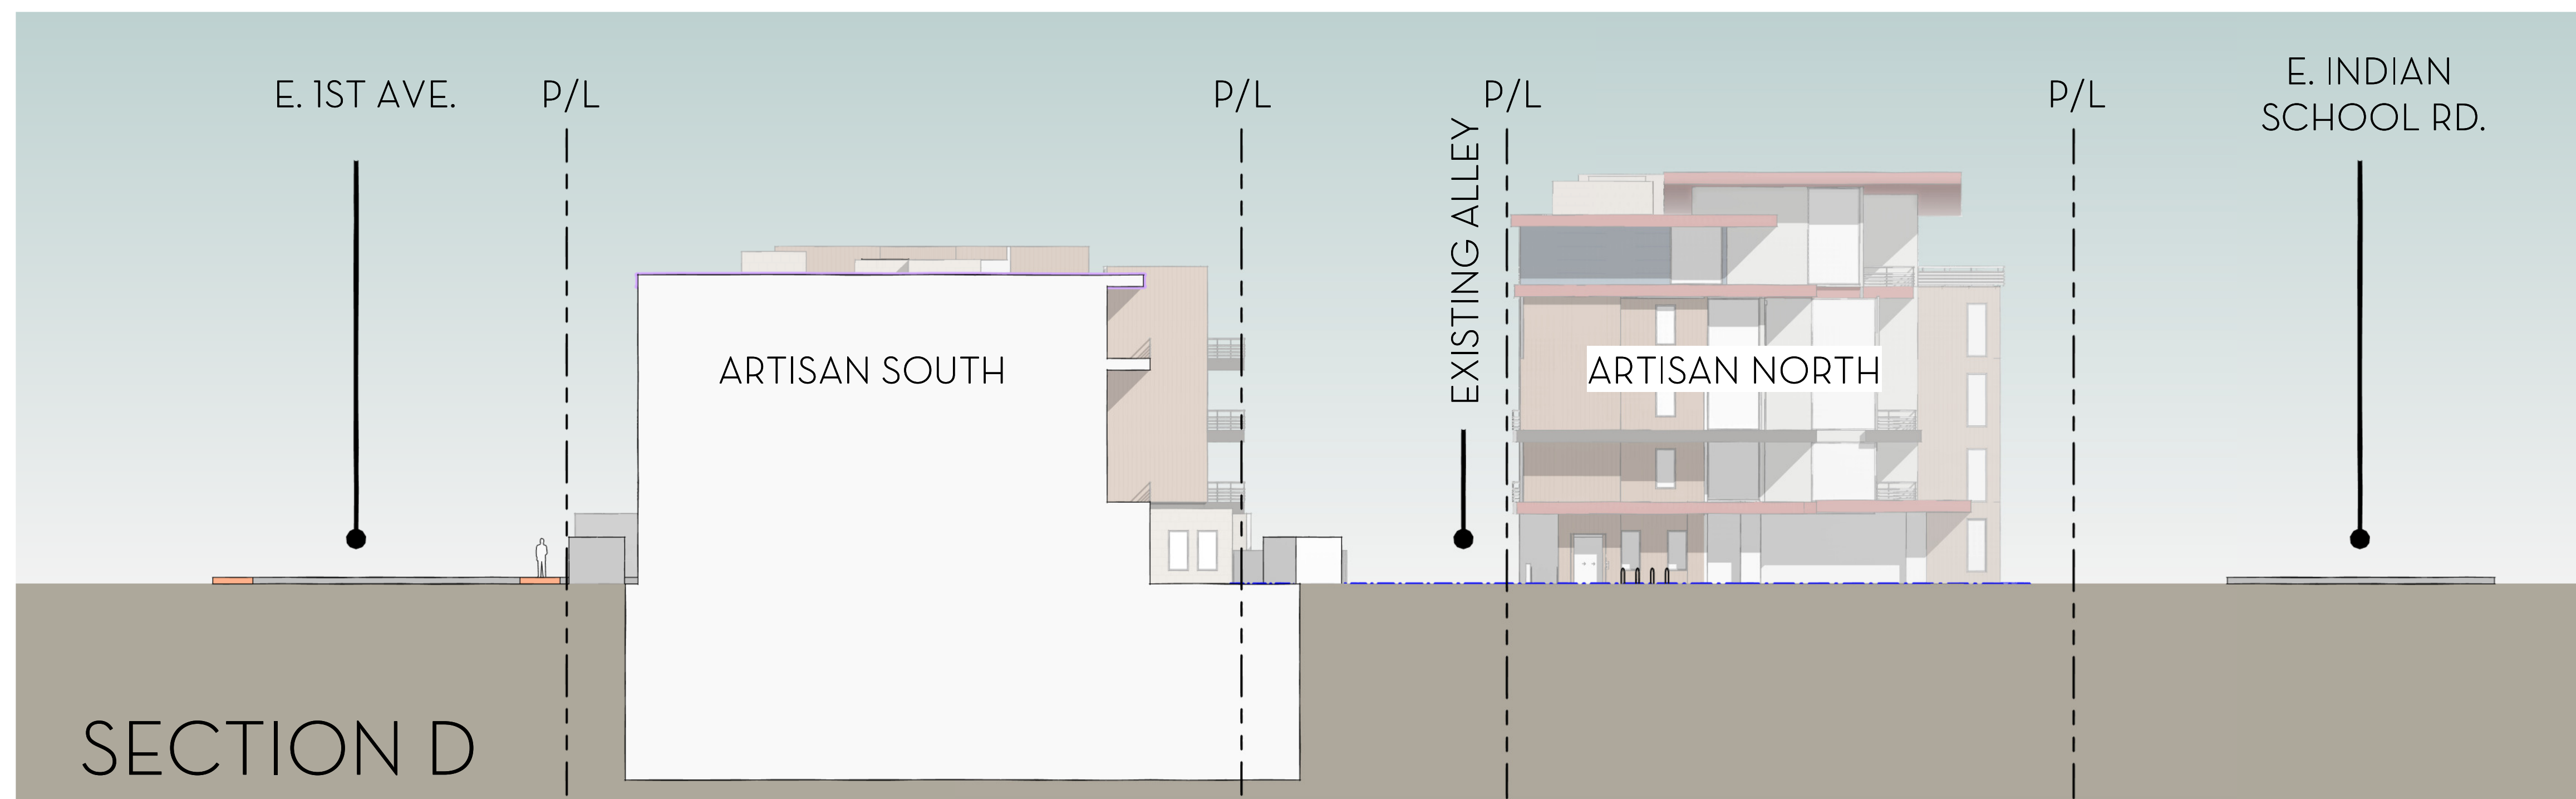 E. 1ST AVE.
P/L
P/L
P/L
P/L
E. INDIAN
SCHOOL RD.
EXISTING ALLEY
ARTISAN SOUTH
ARTISAN NORTH
SECTION D